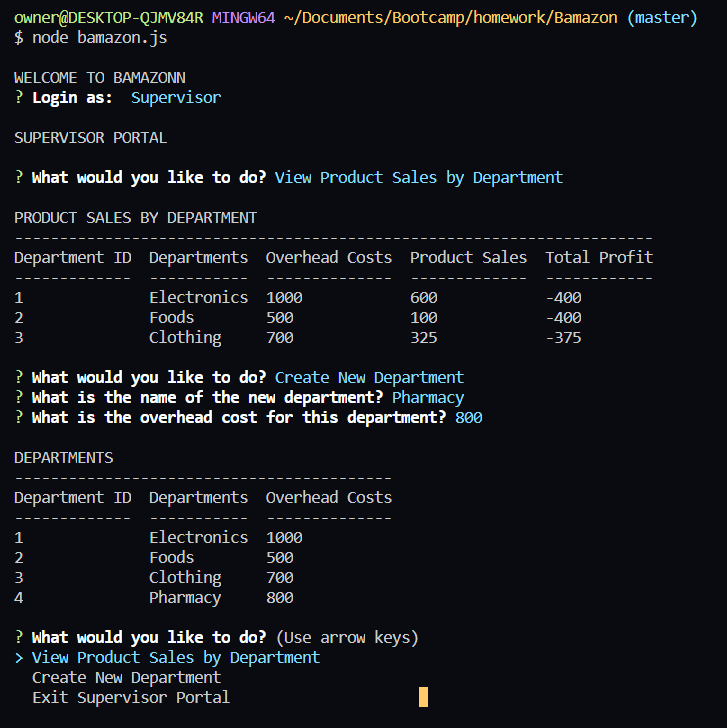 owner@DESKTOP-QJMV84R MINGW64 ~/Documents/Bootcamp/homework/Bamazon (master)
$ node bamazon.js
WELCOME TO BAMAZONN
? Login as:  Supervisor
SUPERVISOR PORTAL
? What would you like to do? View Product Sales by Department
PRODUCT SALES BY DEPARTMENT
-----------------------------------------------------------------------
Department ID  Departments  Overhead Costs  Product Sales  Total Profit
-------------  -----------  --------------  -------------  ------------
1              Electronics  1000            600            -400
2              Foods        500             100            -400
3              Clothing     700             325            -375
? What would you like to do? Create New Department
? What is the name of the new department? Pharmacy
? What is the overhead cost for this department? 800
DEPARTMENTS
------------------------------------------
Department ID  Departments  Overhead Costs
-------------  -----------  --------------
1              Electronics  1000
2              Foods        500
3              Clothing     700
4              Pharmacy     800
? What would you like to do? (Use arrow keys)
> View Product Sales by Department
  Create New Department
  Exit Supervisor Portal